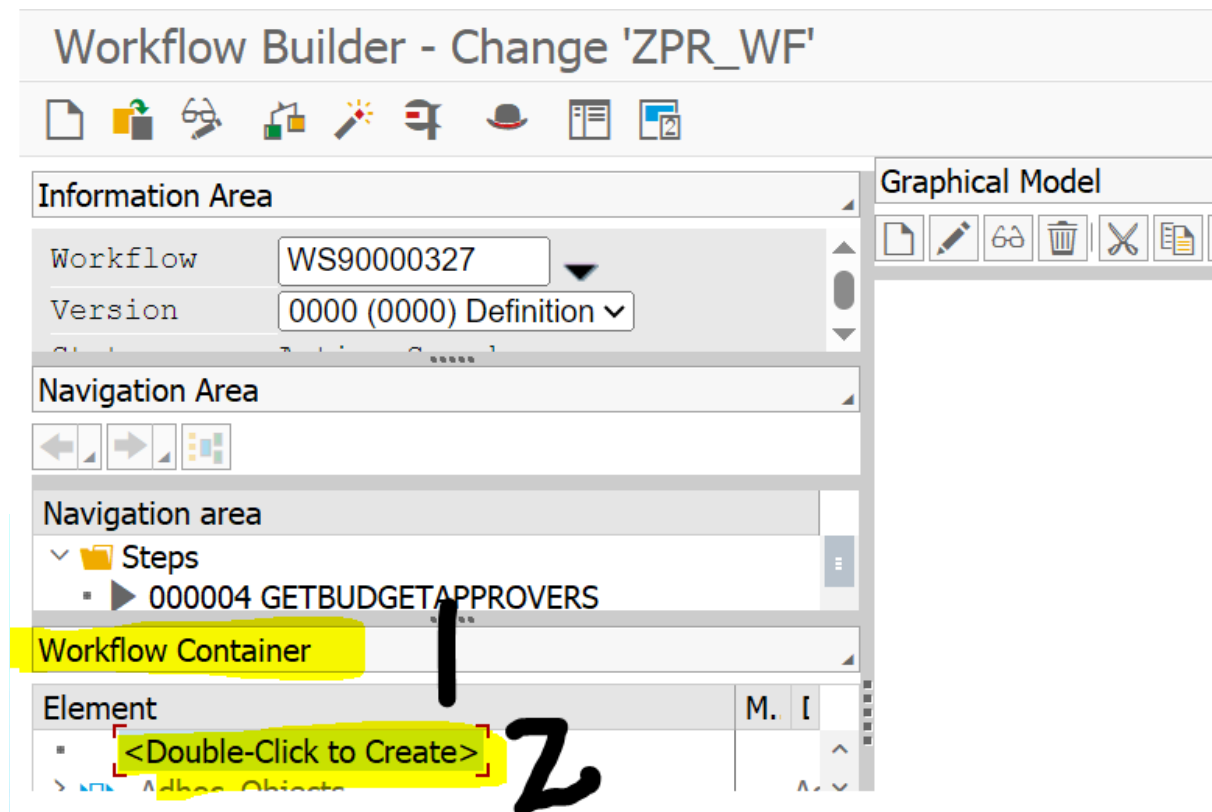 Workflow Builder - Change 'ZPR_WF'
2
Information Area
Graphical Model
Workflow WS90000327
Version 0000 (0000) Definition
Navigation Area
Navigation area
Steps
000004 GETBUDGETAPPROVERS
1
Workflow Container
Element M.. D
<Double-Click to Create>
2